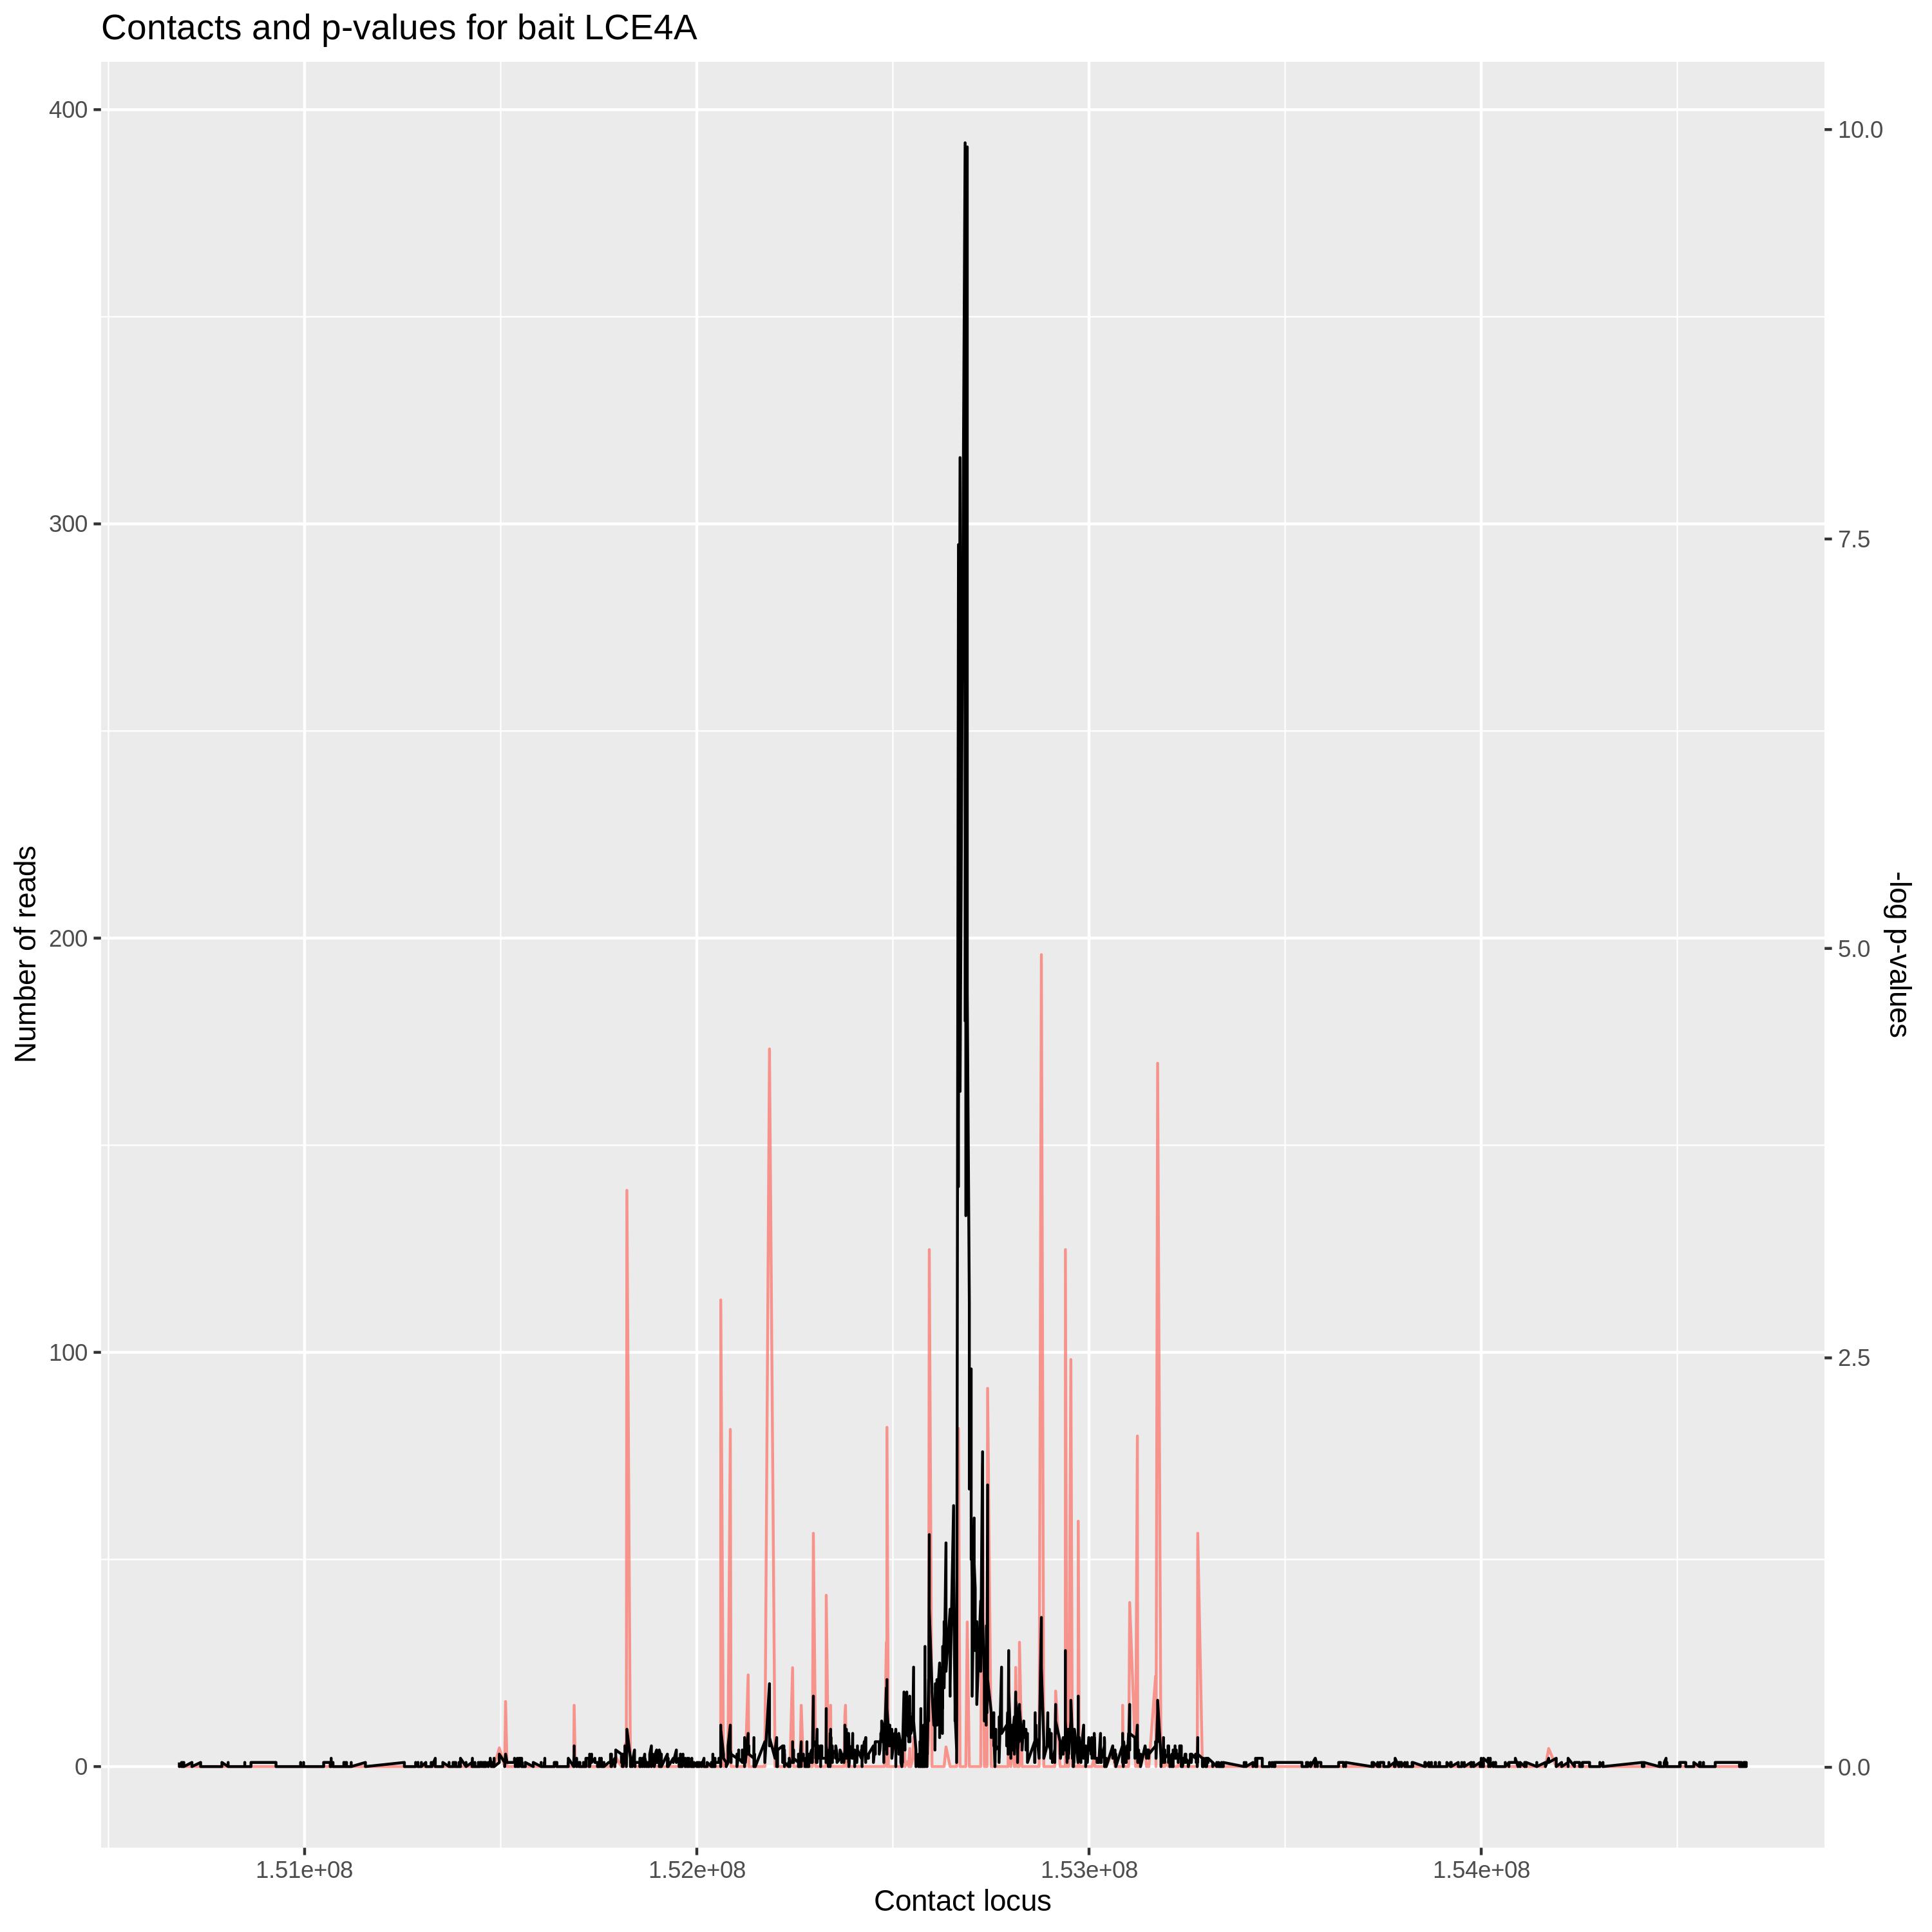 Contacts and p-values for bait LCE4A
400
300
200
100
0
Number of reads
10.0
7.5
5.0
2.5
0.0
-log p-values
1.51e+08
1.52e+08
1.53e+08
1.54e+08
Contact locus